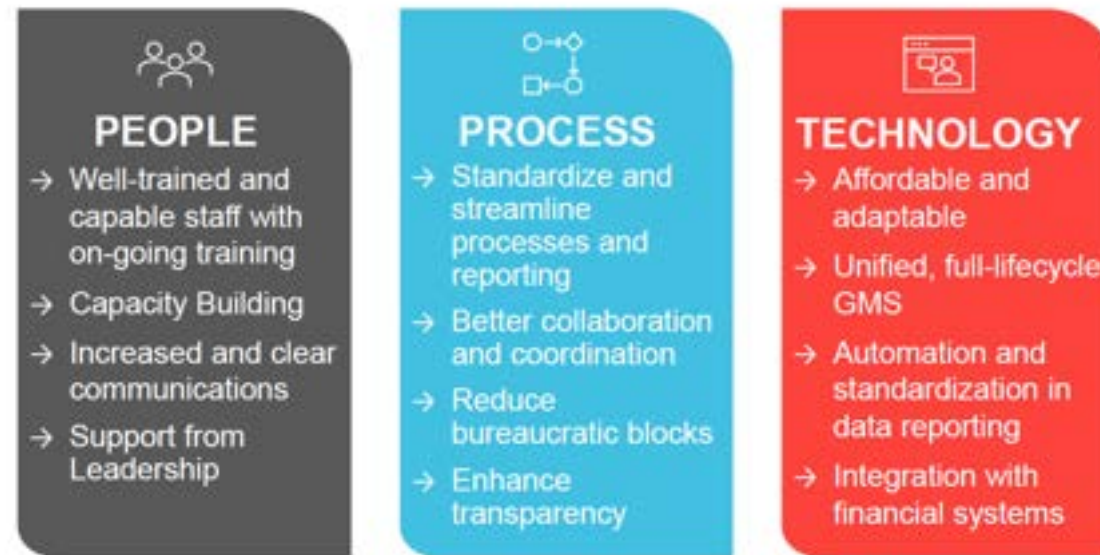 PEOPLE
→ Well-trained and
capable staff with
on-going training
→ Capacity Building
→ Increased and clear
communications
→ Support from
Leadership
PROCESS
→ Standardize and
streamline
processes and
reporting
→ Better collaboration
and coordination
→ Reduce
bureaucratic blocks
→ Enhance
transparency
TECHNOLOGY
→ Affordable and
adaptable
→ Unified, full-lifecycle
GMS
→ Automation and
standardization in
data reporting
→ Integration with
financial systems